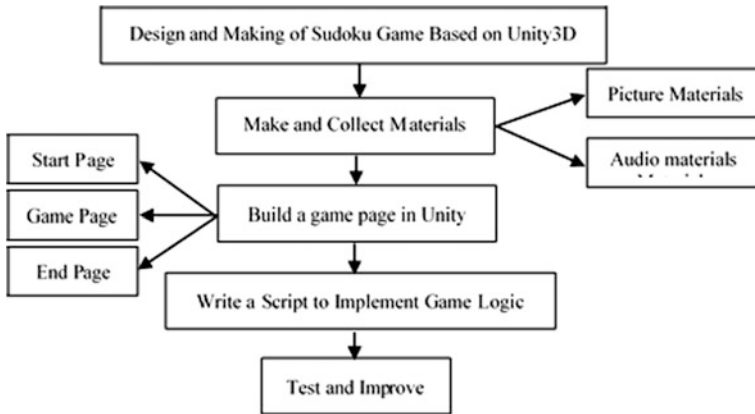 Design and Making of Sudoku Game Based on Unity3D
Picture Materials
Make and Collect Materials
Audio materials
Start Page
Game Page
Build a game page in Unity
End Page
Write a Script to Implement Game Logic
Test and Improve